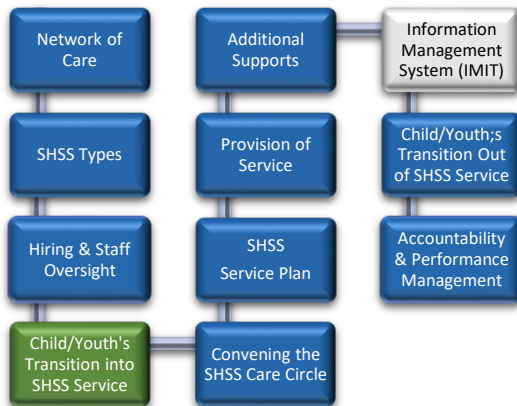 Network of
Care
SHSS Types
Hiring & Staff
Oversight
Child/Youth's
Transition into
SHSS Service
Convening the
SHSS Care Circle
SHSS
Service Plan
Provision of
Service
Additional
Supports
Information
Management
System (IMIT)
Child/Youth;s
Transition Out
of SHSS Service
Accountability
& Performance
Management